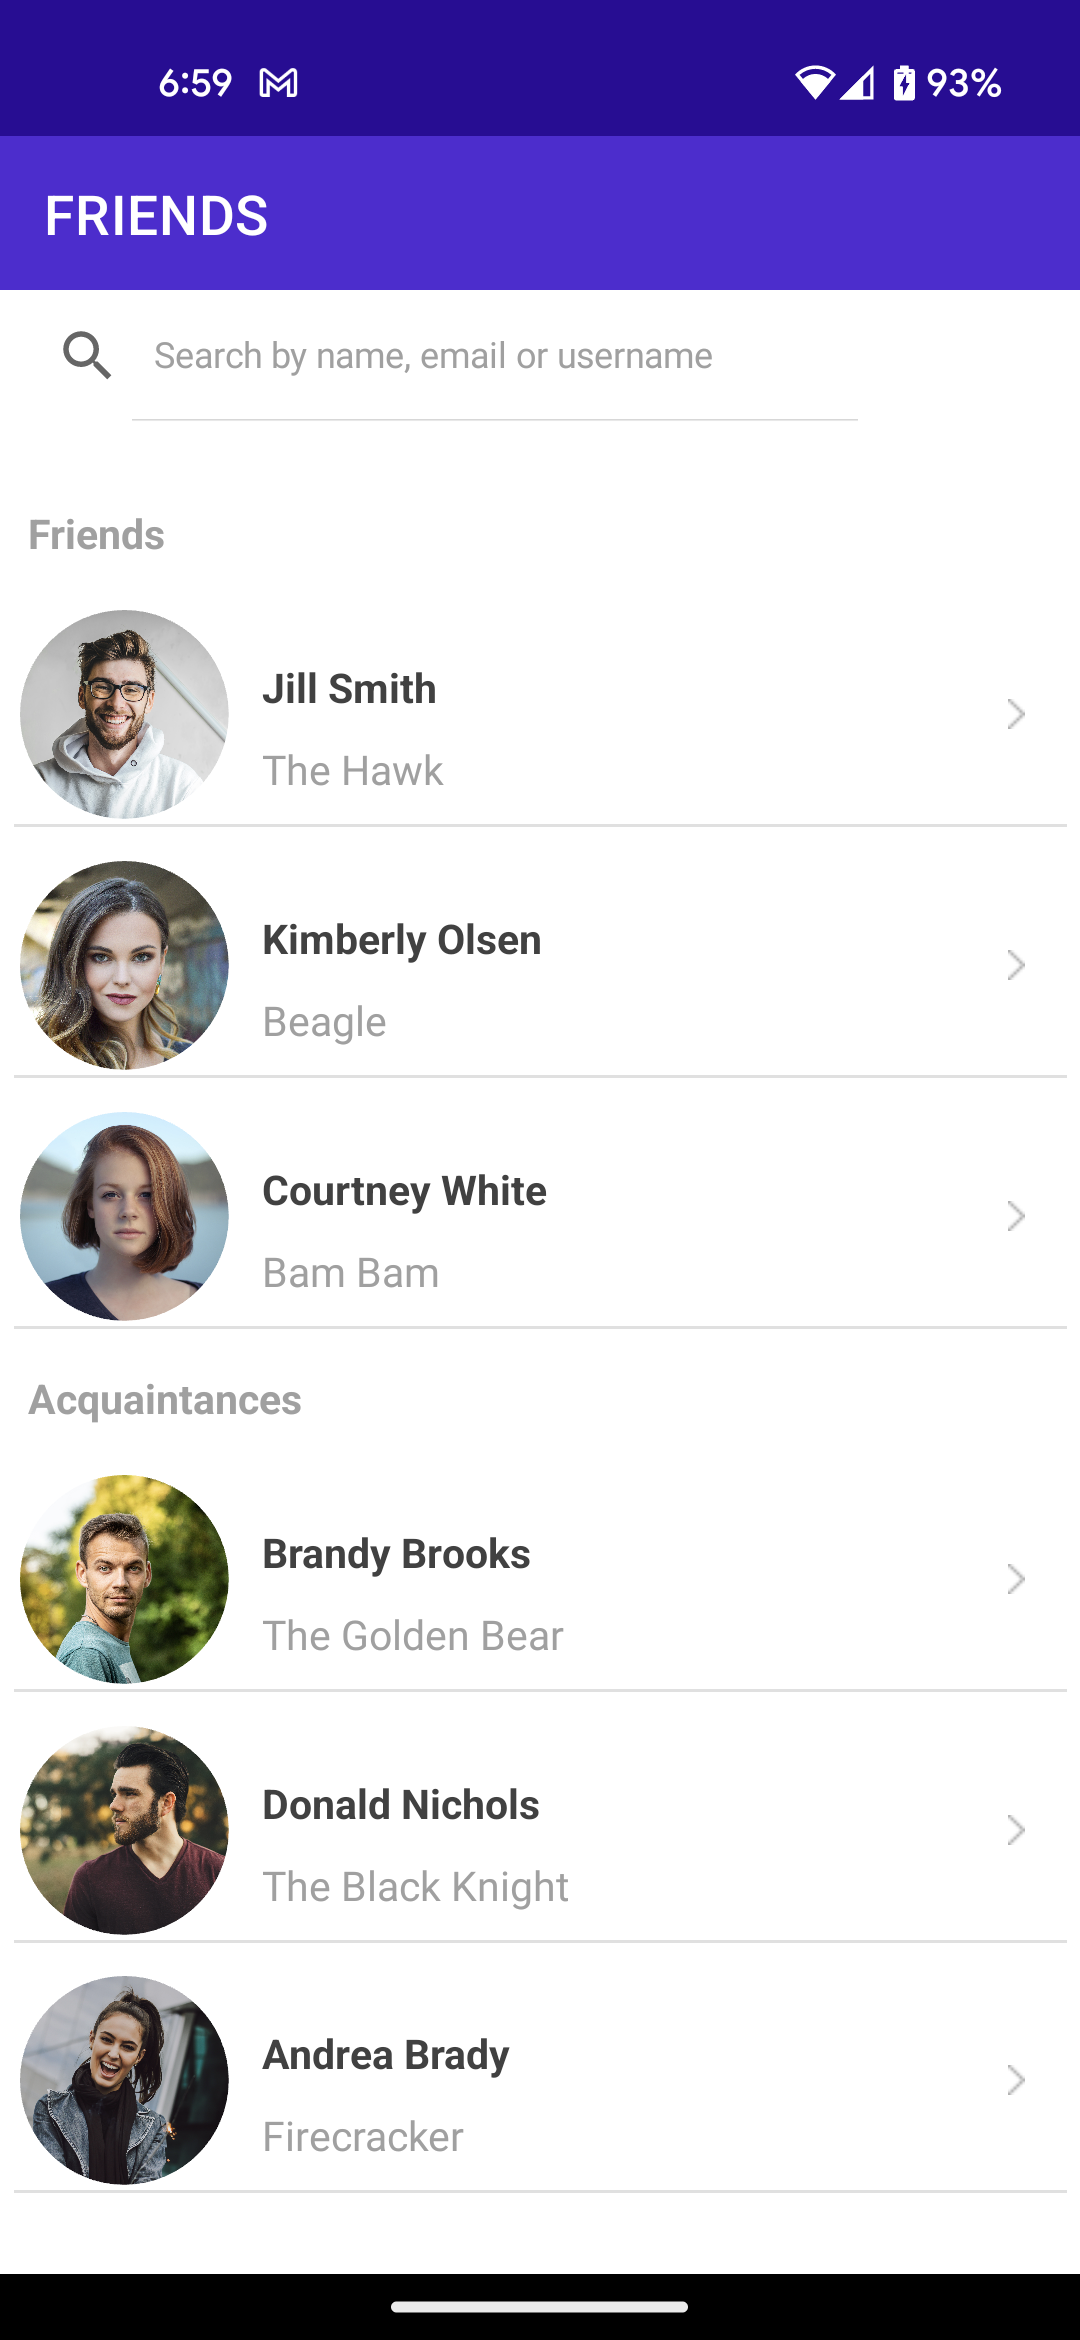 6:59 93%
FRIENDS
Search by name, email or username
Friends
Jill Smith
The Hawk
Kimberly Olsen
Beagle
Courtney White
Bam Bam
Acquaintances
Brandy Brooks
The Golden Bear
Donald Nichols
The Black Knight
Andrea Brady
Firecracker